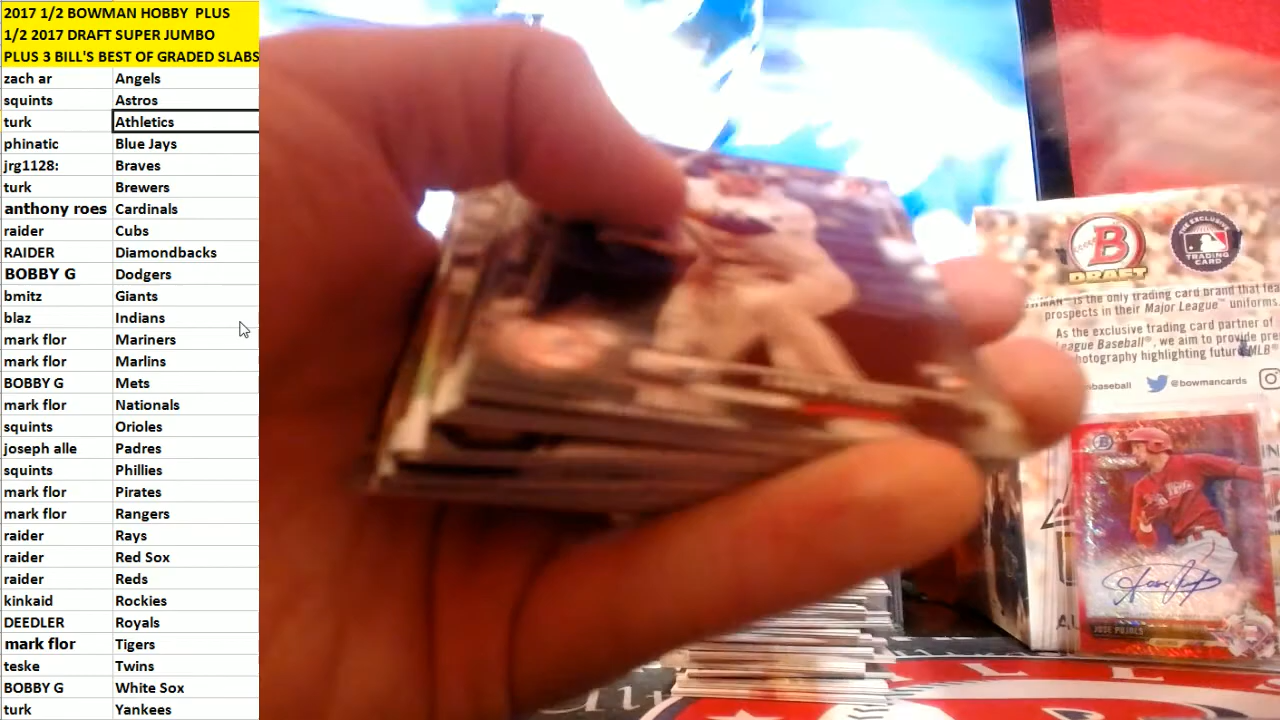 2017 1/2 BOWMAN HOBBY PLUS
1/2 2017 DRAFT SUPER JUMBO
PLUS 3 BILL'S BEST OF GRADED SLABS
zach ar Angels
squints Astros
turk Athletics
phinatic Blue Jays
jrg1128: Braves
turk Brewers
anthony roes Cardinals
raider Cubs
RAIDER Diamondbacks
BOBBY G Dodgers
bmitz Giants
blaz Indians
mark flor Mariners
mark flor Marlins
BOBBY G Mets
mark flor Nationals
squints Orioles
joseph alle Padres
squints Phillies
mark flor Pirates
mark flor Rangers
raider Rays
raider Red Sox
raider Reds
kinkaid Rockies
DEEDLER Royals
mark flor Tigers
teske Twins
BOBBY G White Sox
turk Yankees
B
DRAFT
THE EXCLUSIVE
TRADING
CARD
is the only trading card brand that
prospects in their Major League™ uniforms.
As the exclusive trading card partner of
League Baseball®, we aim to provide
photography highlighting MLB®
@bowmancards
B
JOSE PUJOLS